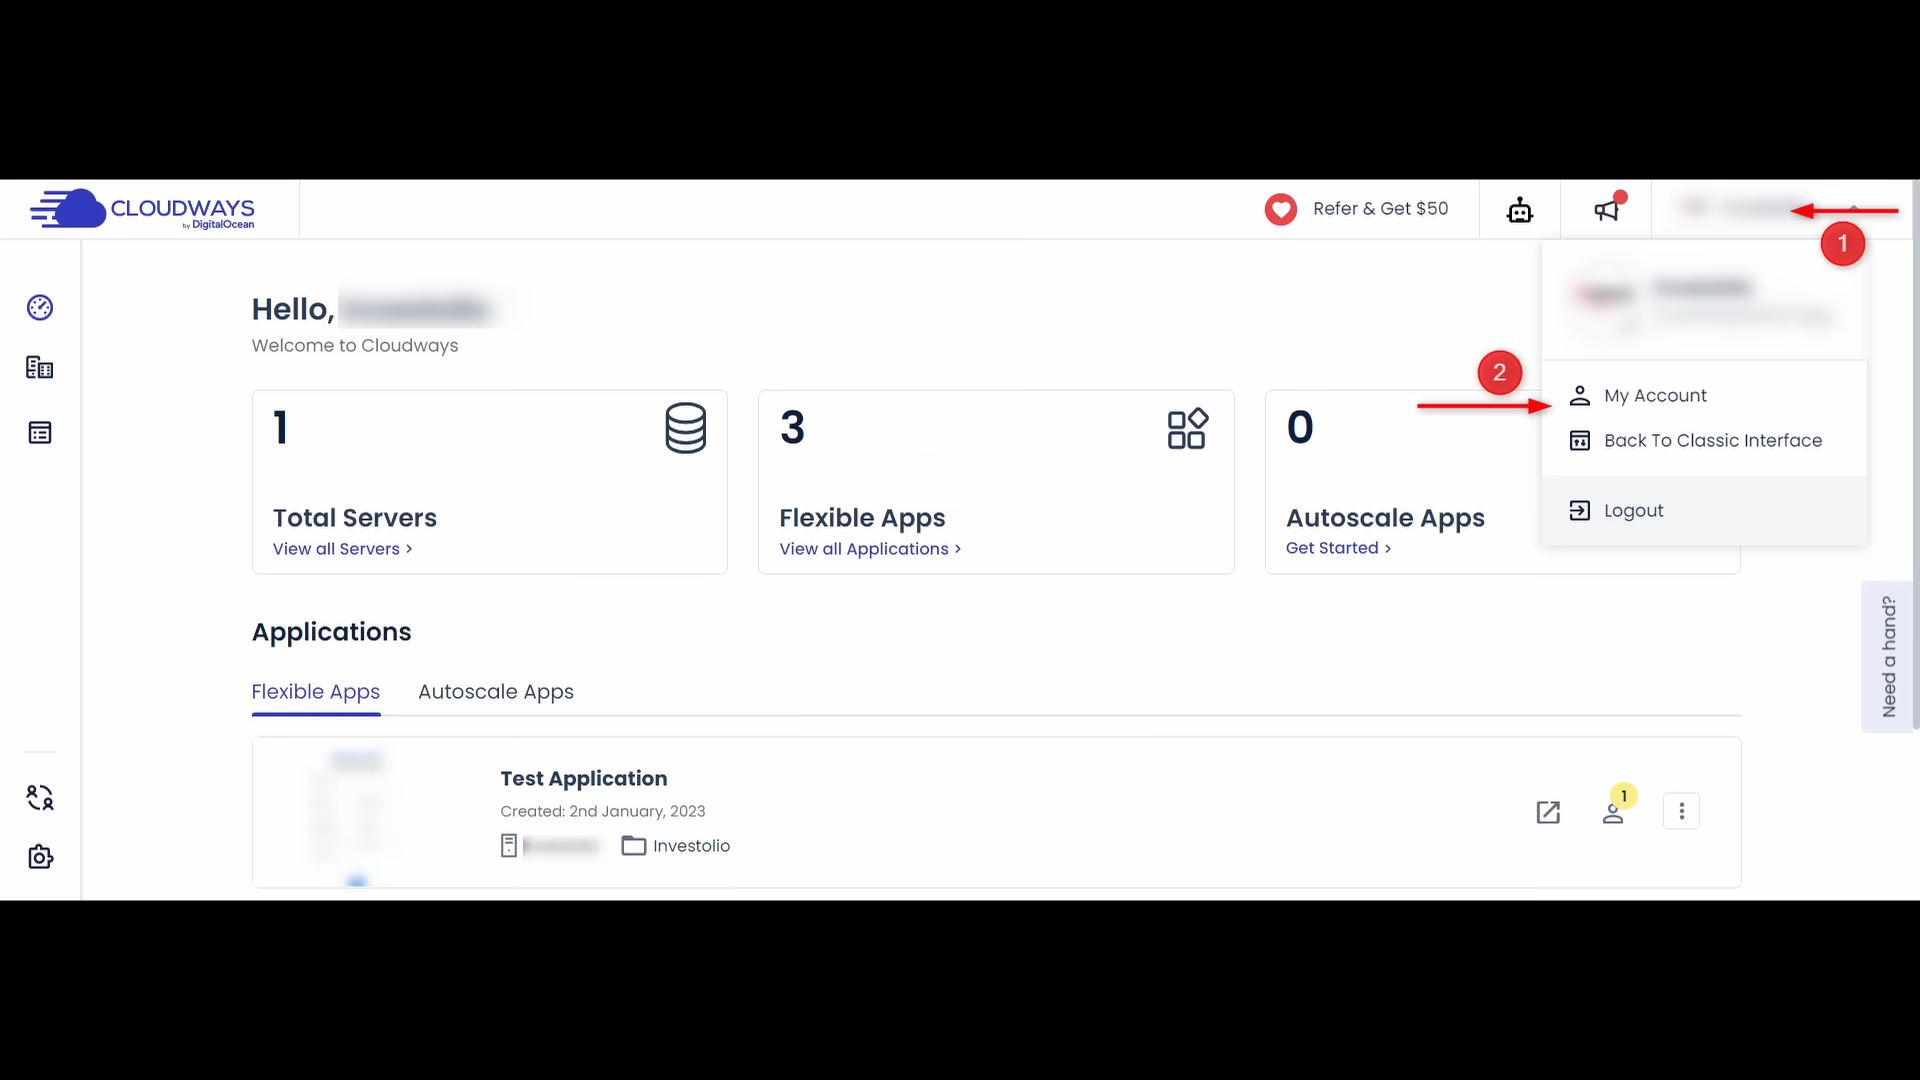 CLOUDWAYS
by DigitalOcean
Refer & Get $50
1
Hello,
Welcome to Cloudways
2
My Account
Back To Classic Interface
Logout
1
Total Servers
View all Servers >
3
Flexible Apps
View all Applications >
0
Autoscale Apps
Get Started >
Need a hand?
Applications
Flexible Apps Autoscale Apps
Test Application
Created: 2nd January, 2023
Investolio
1